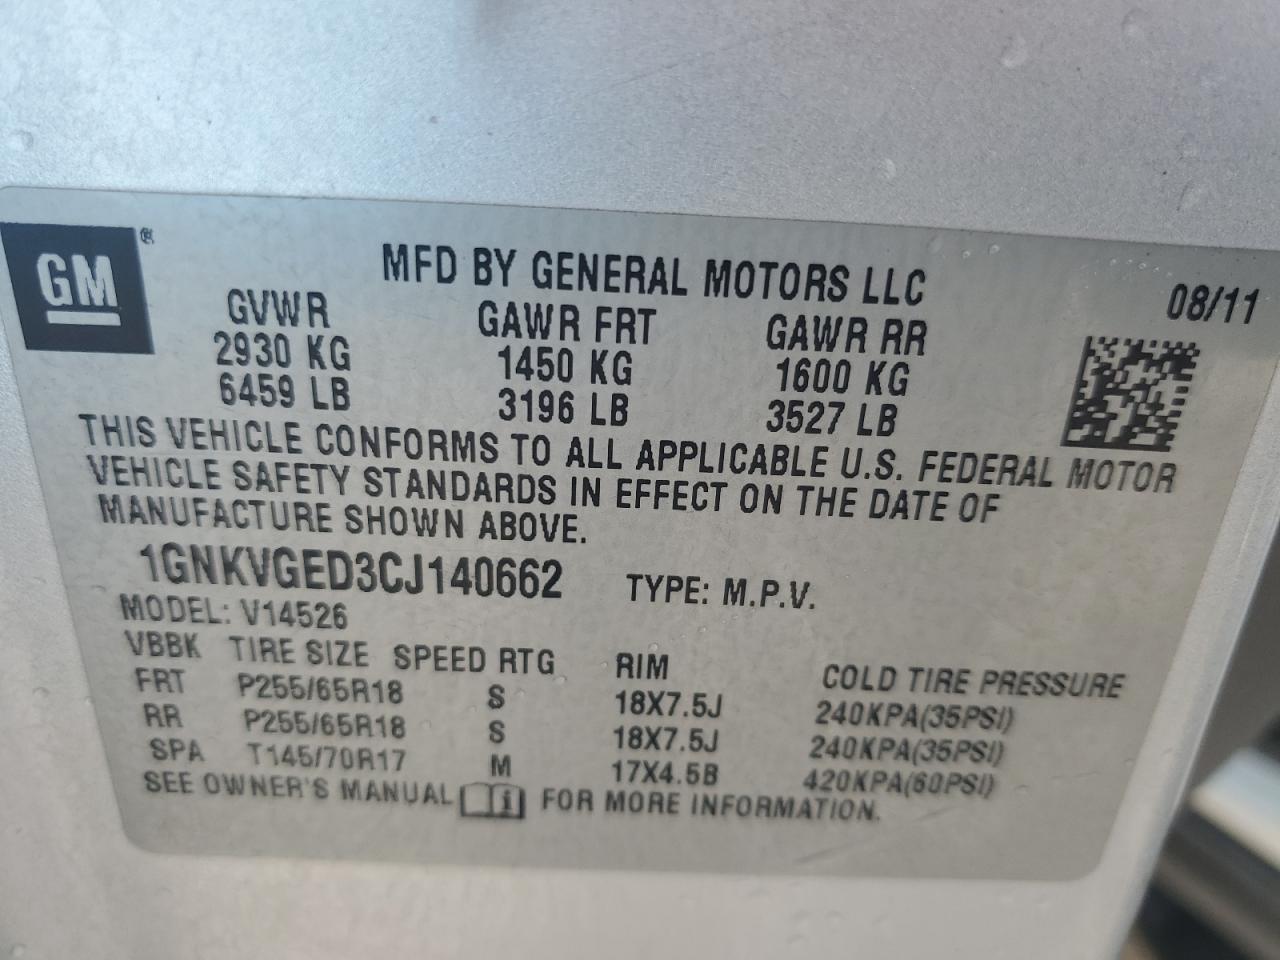 GM ®
MFD BY GENERAL MOTORS LLC 08/11
GVWR GAWR FRT GAWR RR
2930 KG 1450 KG 1600 KG
6459 LB 3196 LB 3527 LB
THIS VEHICLE CONFORMS TO ALL APPLICABLE U.S. FEDERAL MOTOR
VEHICLE SAFETY STANDARDS IN EFFECT ON THE DATE OF
MANUFACTURE SHOWN ABOVE.
1GNKVGED3CJ140662 TYPE: M.P.V.
MODEL: V14526
VBBK TIRE SIZE SPEED RTG RIM COLD TIRE PRESSURE
FRT P255/65R18 S 18X7.5J 240KPA(35PSI)
RR P255/65R18 S 18X7.5J 240KPA(35PSI)
SPA T145/70R17 M 17X4.5B 420KPA(60PSI)
SEE OWNER'S MANUAL i FOR MORE INFORMATION.